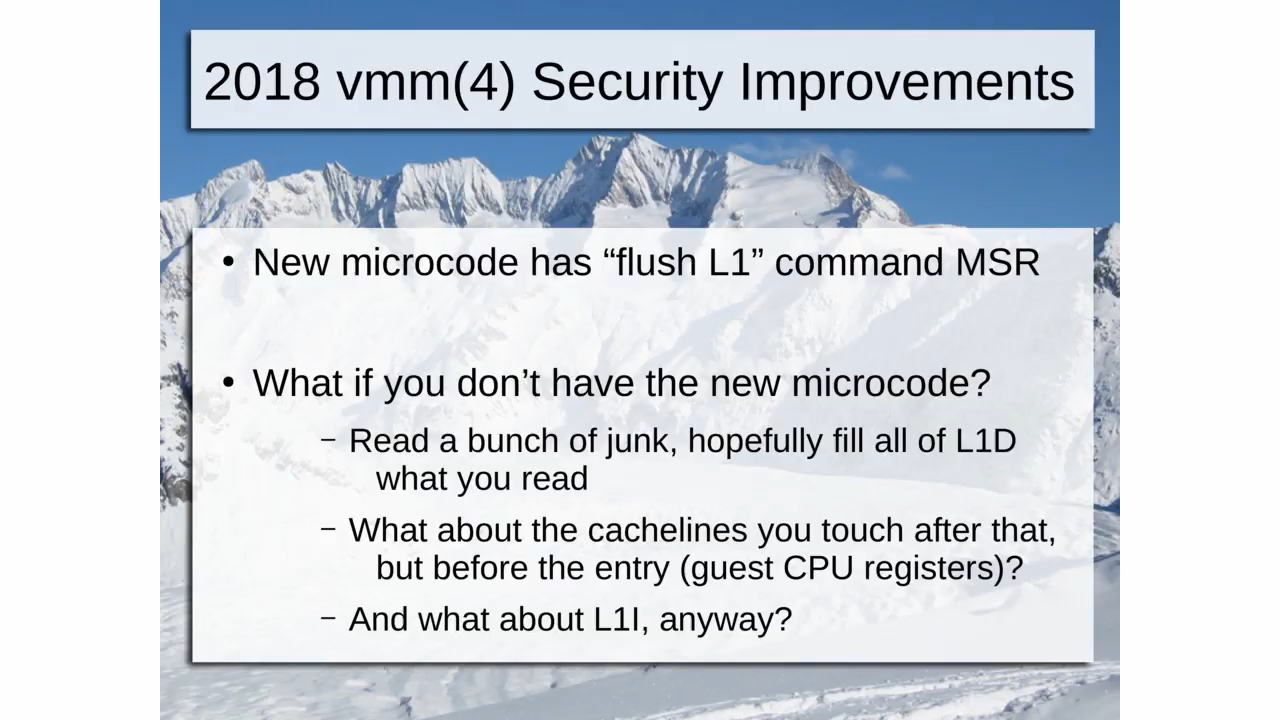 2018 vmm(4) Security Improvements
• New microcode has “flush L1” command MSR
• What if you don’t have the new microcode?
– Read a bunch of junk, hopefully fill all of L1D
what you read
– What about the cachelines you touch after that,
but before the entry (guest CPU registers)?
– And what about L1I, anyway?